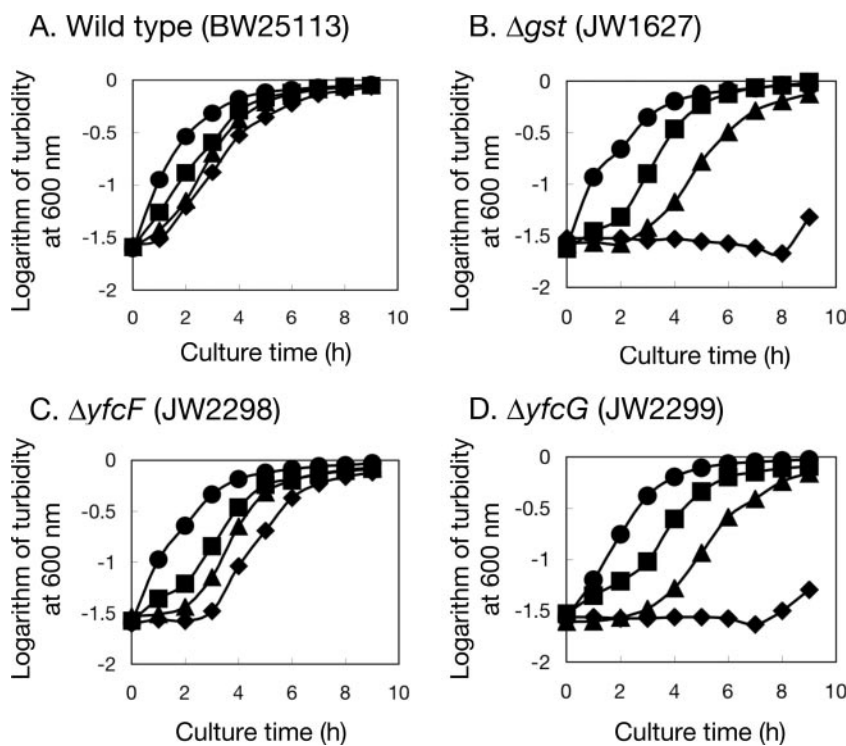 A. Wild type (BW25113)
0
-0.5
-1
-1.5
-2
0 2 4 6 8 10
Logarithm of turbidity
at 600 nm
Culture time (h)
B. Δgst (JW1627)
0
-0.5
-1
-1.5
-2
0 2 4 6 8 10
Logarithm of turbidity
at 600 nm
Culture time (h)
C. ΔyfcF (JW2298)
0
-0.5
-1
-1.5
-2
0 2 4 6 8 10
Logarithm of turbidity
at 600 nm
Culture time (h)
D. ΔyfcG (JW2299)
0
-0.5
-1
-1.5
-2
0 2 4 6 8 10
Logarithm of turbidity
at 600 nm
Culture time (h)